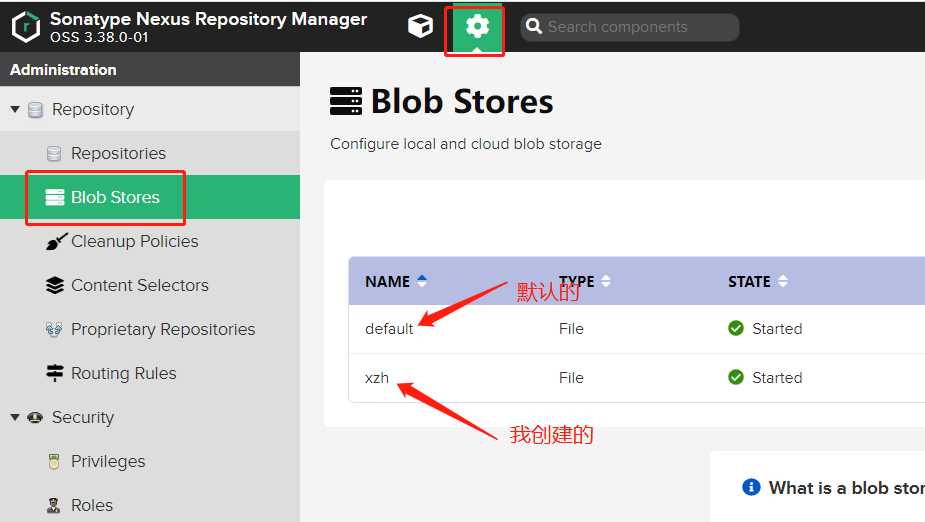 Sonatype Nexus Repository Manager
OSS 3.38.0-01
Search components
Administration
Repository
Repositories
Blob Stores
Cleanup Policies
Content Selectors
Proprietary Repositories
Routing Rules
Security
Privileges
Roles
Blob Stores
Configure local and cloud blob storage
NAME TYPE STATE
默认的
default File Started
xzh File Started
我创建的
What is a blob stor